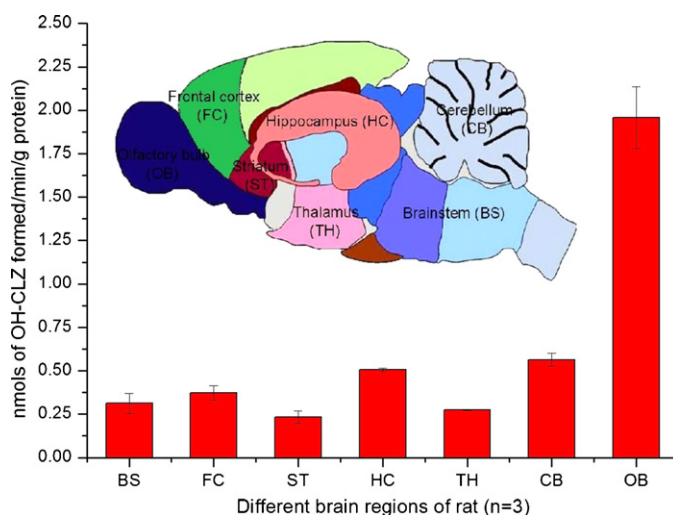 nmols of OH-CLZ formed/min/g protein)
2.50
2.25
2.00
1.75
1.50
1.25
1.00
0.75
0.50
0.25
0.00
Frontal cortex
(FC)
Olfactory bulb
(OB)
Striatum
(ST)
Hippocampus (HC)
Thalamus
(TH)
Cerebellum
(CB)
Brainstem (BS)
BS FC ST HC TH CB OB
Different brain regions of rat (n=3)